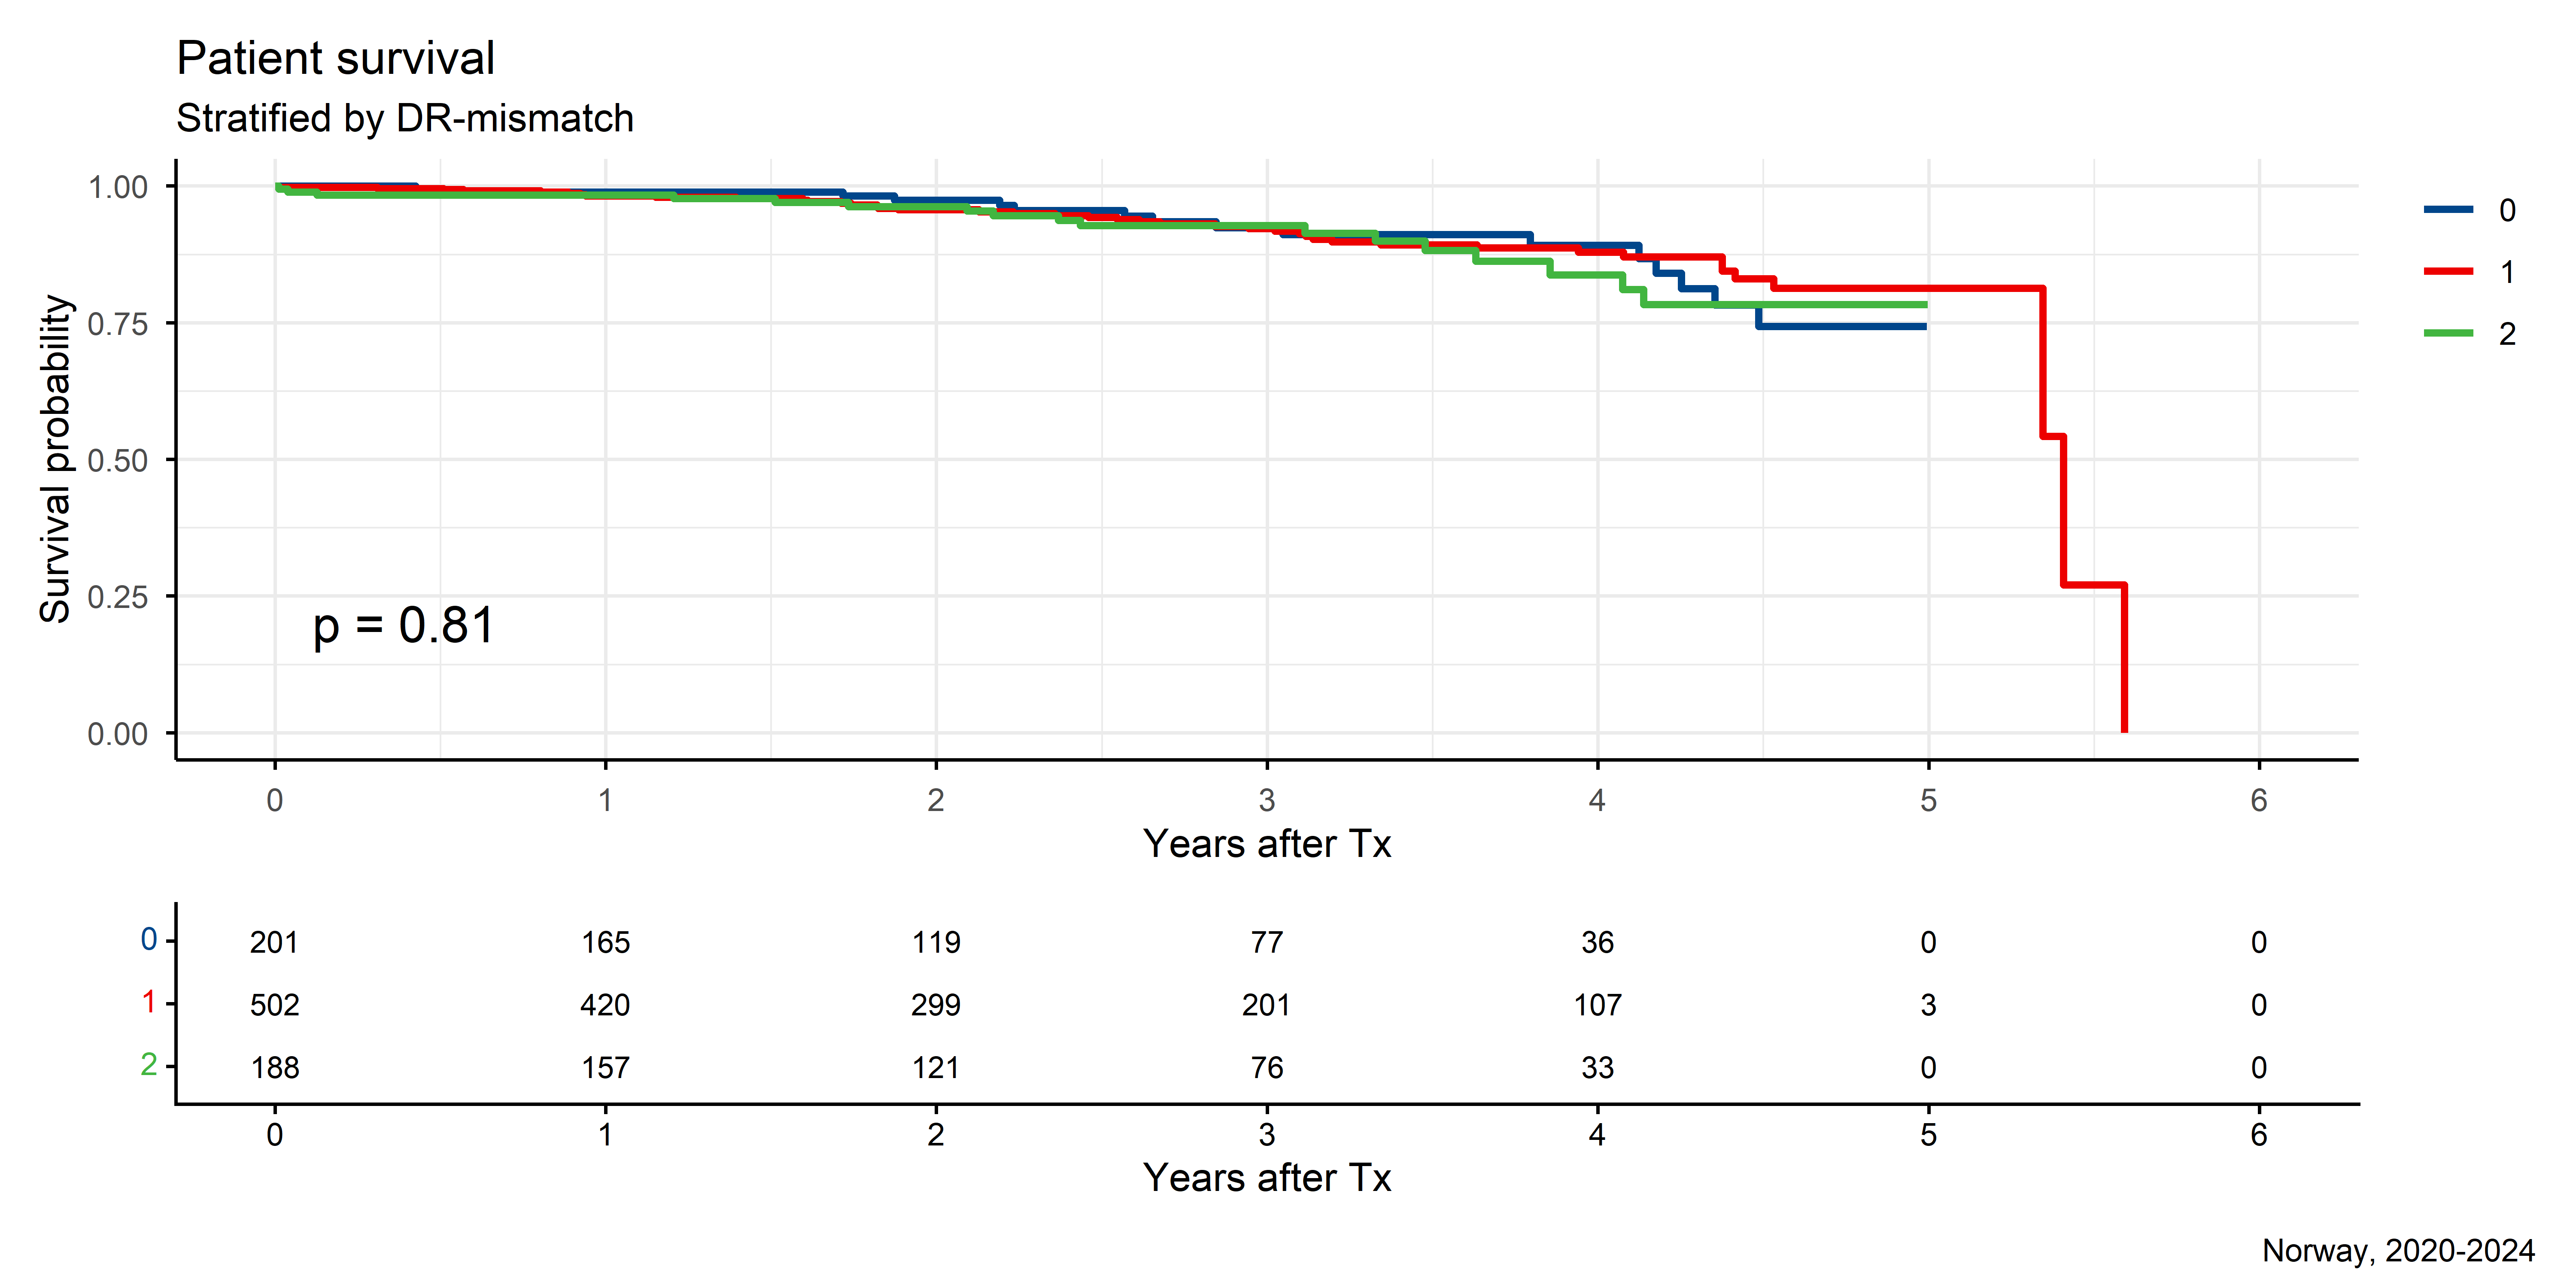 Patient survival
Stratified by DR-mismatch
Survival probability
1.00
0.75
0.50
0.25
0.00
p = 0.81
0
1
2
0 1 2 3 4 5 6
Years after Tx
0 201 165 119 77 36 0 0
1 502 420 299 201 107 3 0
2 188 157 121 76 33 0 0
0 1 2 3 4 5 6
Years after Tx
Norway, 2020-2024